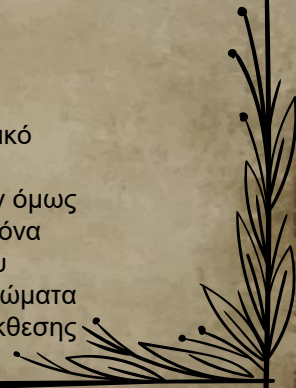 ικό
ν όμως
όνα
υ
ώματα
κθεσης